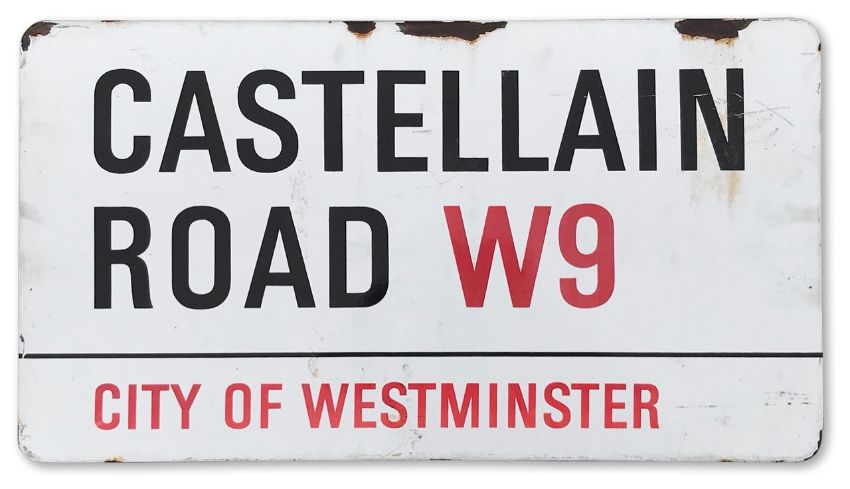 CASTELLAIN
ROAD W9
CITY OF WESTMINSTER